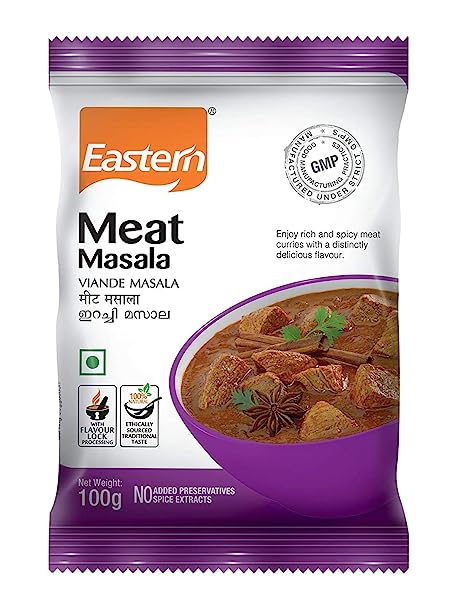 Eastern
®
MANUFACTURED UNDER STRICT GMP'S
GOOD MANUFACTURING PRACTICES
GMP
Meat
Masala
VIANDE MASALA
मीट मसाला
ഇറച്ചി മസാല
Enjoy rich and spicy meat
curries with a distinctly
delicious flavour.
WITH
FLAVOUR
LOCK
PROCESSING
100%
NATURAL
ETHICALLY
SOURCED
TRADITIONAL
TASTE
Net Weight:
100g
NO ADDED PRESERVATIVES
SPICE EXTRACTS